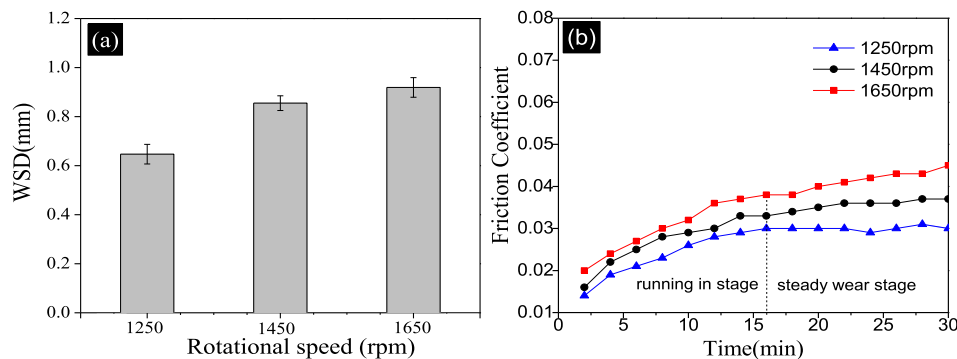 (a)
WSD(mm)
1.2
1.0
0.8
0.6
0.4
0.2
0.0
1250
1450
1650
Rotational speed (rpm)
(b)
Friction Coefficient
0.08
0.07
0.06
0.05
0.04
0.03
0.02
0.01
1250rpm
1450rpm
1650rpm
running in stage
steady wear stage
0
5
10
15
20
25
30
Time(min)